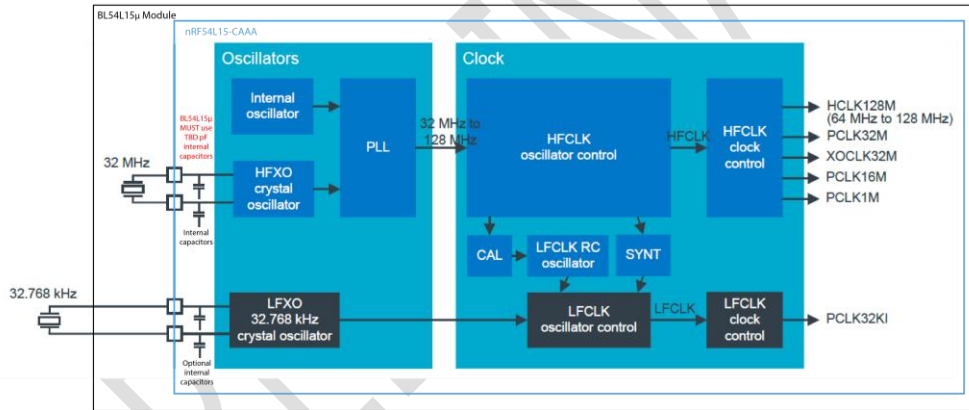 BL54L15µ Module
nRF54L15-CAAA
Oscillators
Clock
Internal
oscillator
BL54L15µ
MUST use
TBD pF
internal
capacitors
PLL
32 MHz to
128 MHz
HFCLK
oscillator control
HFCLK
HFCLK
clock
control
HCLK128M
(64 MHz to 128 MHz)
PCLK32M
XOCLK32M
PCLK16M
PCLK1M
32 MHz
HFXO
crystal
oscillator
Internal
capacitors
CAL
LFCLK RC
oscillator
SYNT
32.768 kHz
LFXO
32.768 kHz
crystal oscillator
LFCLK
oscillator control
LFCLK
LFCLK
clock
control
PCLK32KI
Optional
internal
capacitors